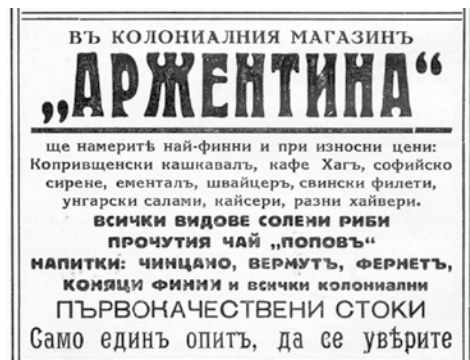 ВЪ КОЛОНИАЛНИЯ МАГАЗИНЪ
„АРЖЕНТИНА“
ще намеритѣ най-финни и при износни цени:
Копривщенски кашкавалъ, кафе Хагъ, софийско
сирене, ементалъ, швайцеръ, свински филети,
унгарски салами, кайсери, разни хайвери.
ВСИЧКИ ВИДОВЕ СОЛЕНИ РИБИ
ПРОЧУТИЯ ЧАЙ „ПОПОВЪ“
НАПИТКИ: ЧИНЦАНО, ВЕРМУТЪ, ФЕРНЕТЪ,
КОНЯЦИ ФИННИ и всички колониални
ПЪРВОКАЧЕСТВЕНИ СТОКИ
Само единъ опитъ, да се увѣрите